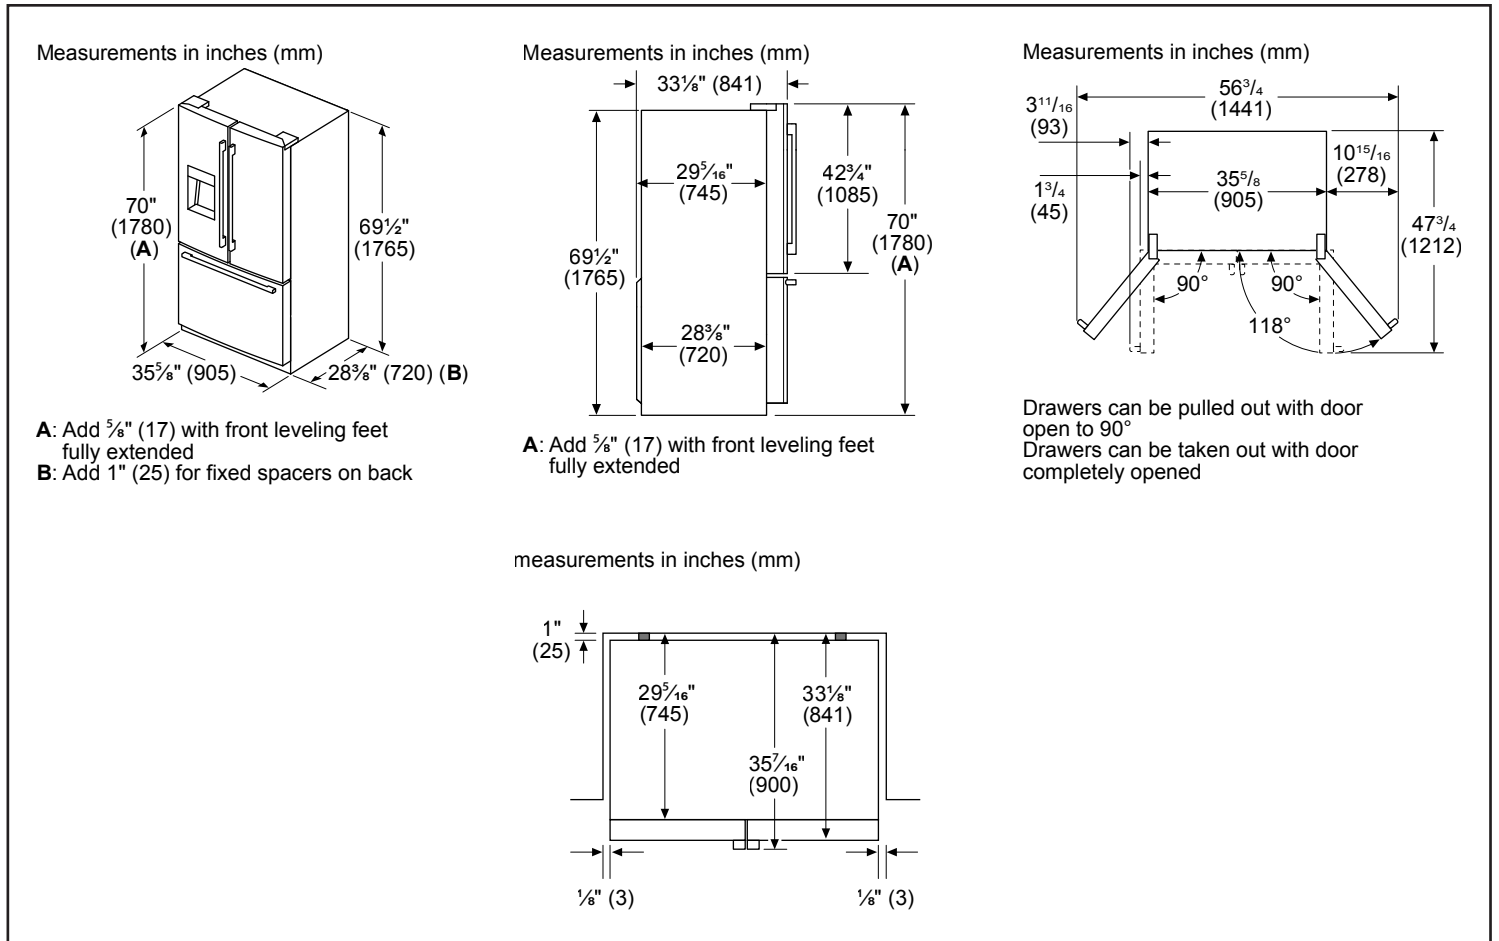 Measurements in inches (mm)
70"
(1780)
(A)
69½"
(1765)
35⅝" (905)
28⅜" (720) (B)
A: Add ⅝" (17) with front leveling feet
fully extended
B: Add 1" (25) for fixed spacers on back
Measurements in inches (mm)
33⅛" (841)
29⁵⁄₁₆"
(745)
42¾"
(1085)
70"
(1780)
(A)
69½"
(1765)
28⅜"
(720)
A: Add ⅝" (17) with front leveling feet
fully extended
Measurements in inches (mm)
56³/₄
(1441)
3¹¹/₁₆
(93)
10¹⁵/₁₆
(278)
1³/₄
(45)
35⁵/₈
(905)
47³/₄
(1212)
90°
90°
118°
Drawers can be pulled out with door
open to 90°
Drawers can be taken out with door
completely opened
measurements in inches (mm)
1"
(25)
29⁵⁄₁₆"
(745)
33⅛"
(841)
35⁷⁄₁₆"
(900)
⅛" (3)
⅛" (3)